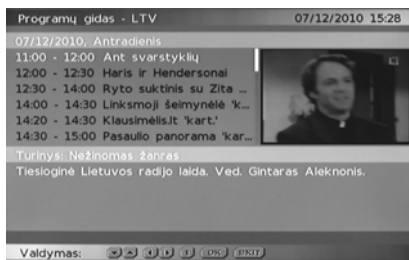 Programų gidas - LTV 07/12/2010 15:28
07/12/2010, Antradienis
11:00 - 12:00 Ant svarstyklių
12:00 - 12:30 Haris ir Hendersonai
12:30 - 14:00 Ryto suktinis su Zita ...
14:00 - 14:30 Linksmoji šeimynėlė 'k...
14:20 - 14:30 Klausimėlis.lt 'kart.'
14:30 - 15:00 Pasaulio panorama 'kar...
Turinys: Nežinomas žanras
Tiesioginė Lietuvos radijo laida. Ved. Gintaras Aleknonis.
Valdymas: OK EXIT